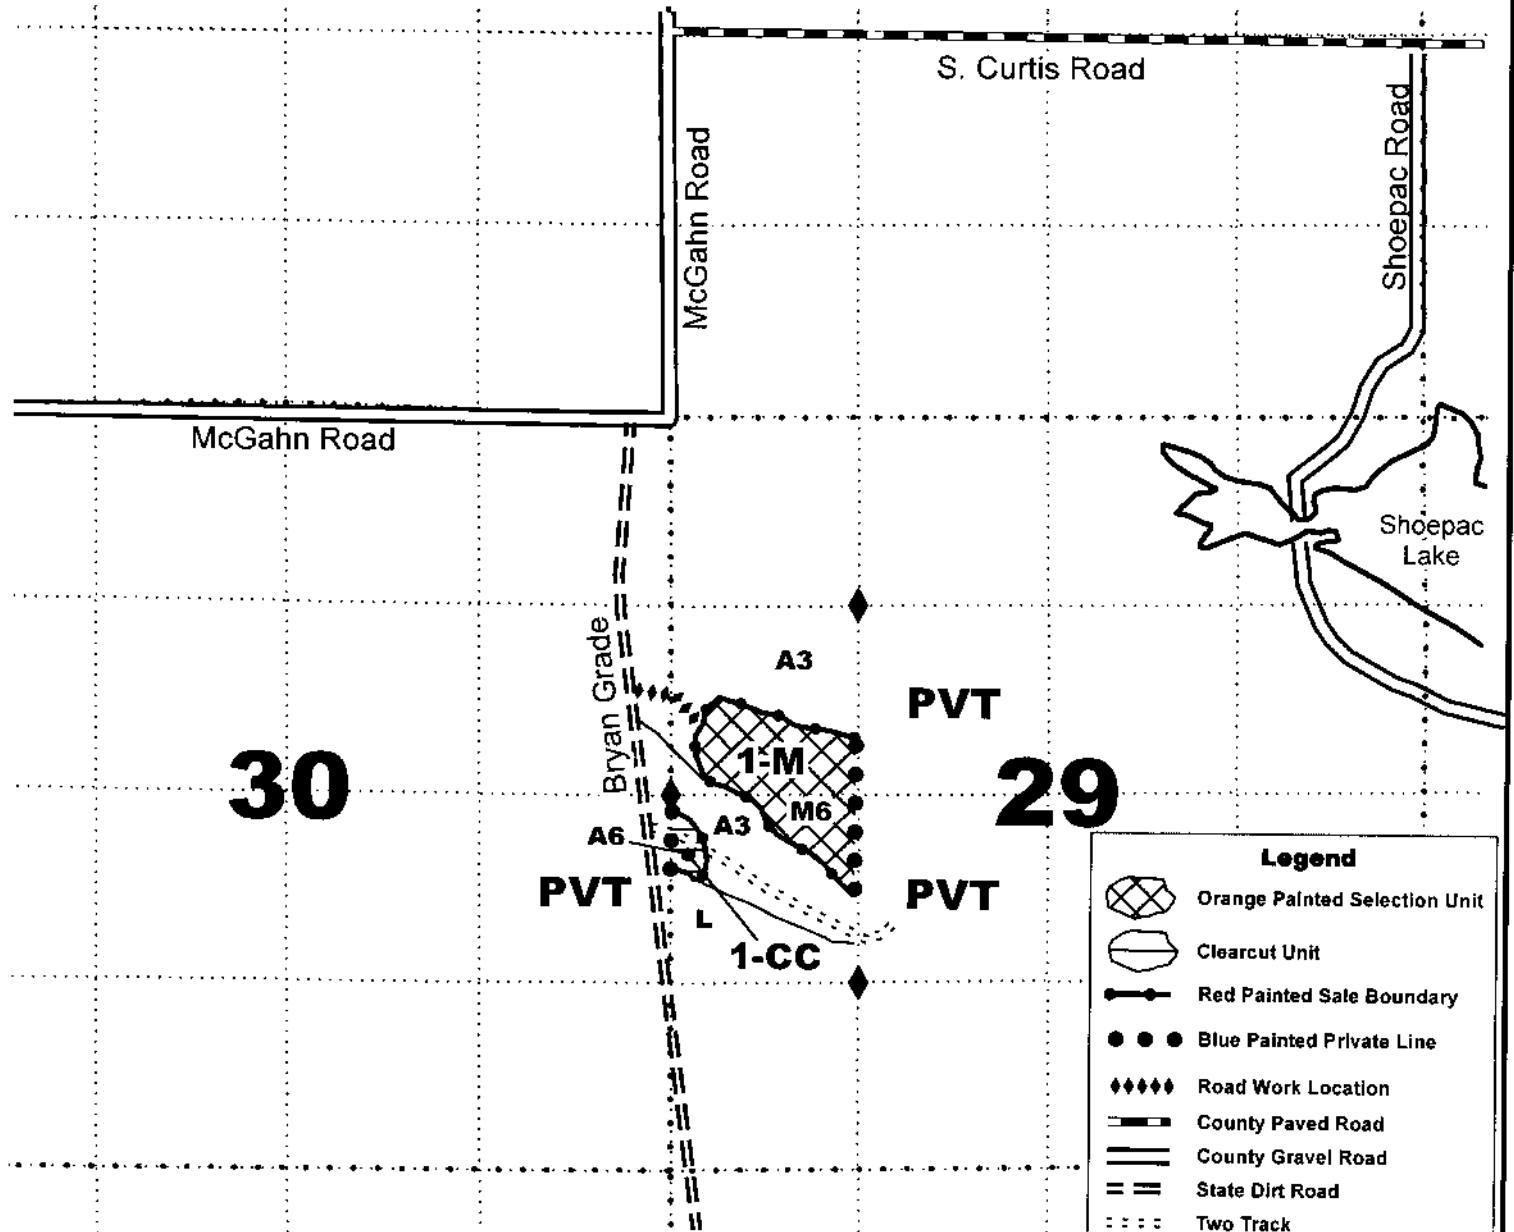 S. Curtis Road
McGahn Road
Shoepac Road
McGahn Road
Shoepac
Lake
Bryan Grade
A3
PVT
1-M
30
29
M6
A3
A6
PVT
PVT
L
1-CC
Legend
Orange Painted Selection Unit
Clearcut Unit
Red Painted Sale Boundary
Blue Painted Private Line
Road Work Location
County Paved Road
County Gravel Road
State Dirt Road
Two Track